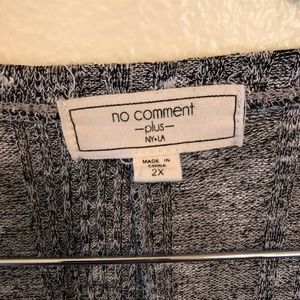 no comment
—plus—
NY•LA
MADE IN
CHINA
2X